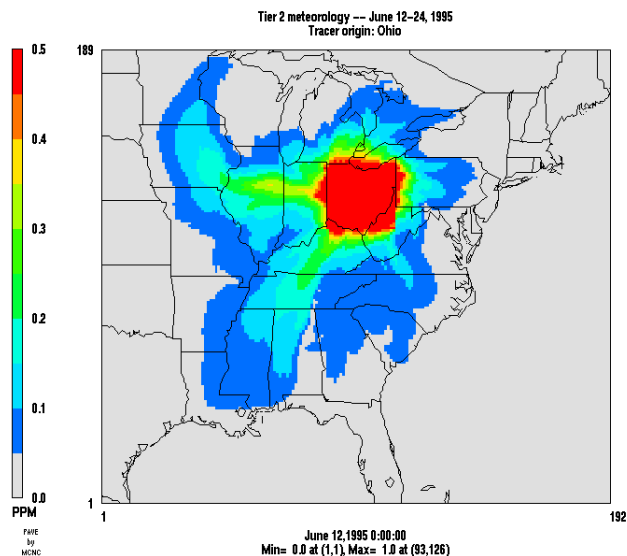 Tier 2 meteorology -- June 12-24, 1995
Tracer origin: Ohio
189
0.5
0.4
0.3
0.2
0.1
0.0
PPM
1
1
192
PAVE
by
MCNC
June 12,1995 0:00:00
Min= 0.0 at (1,1), Max= 1.0 at (93,126)